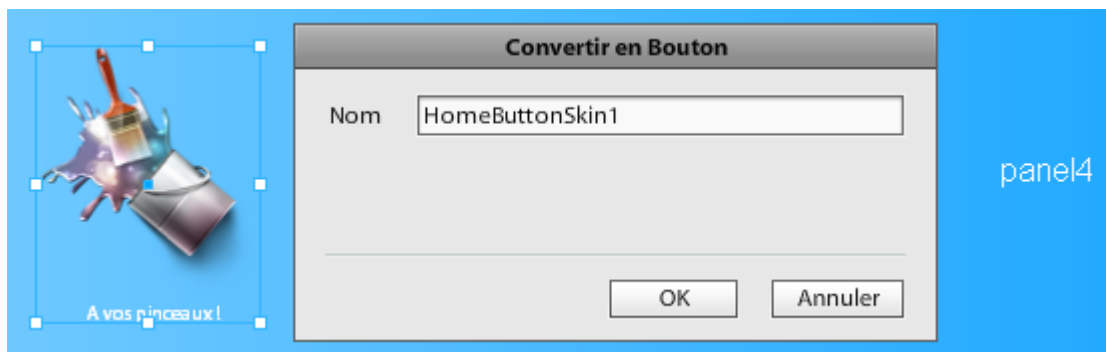 Convertir en Bouton
Nom HomeButtonSkin1
panel4
OK Annuler
A vos pinceaux !